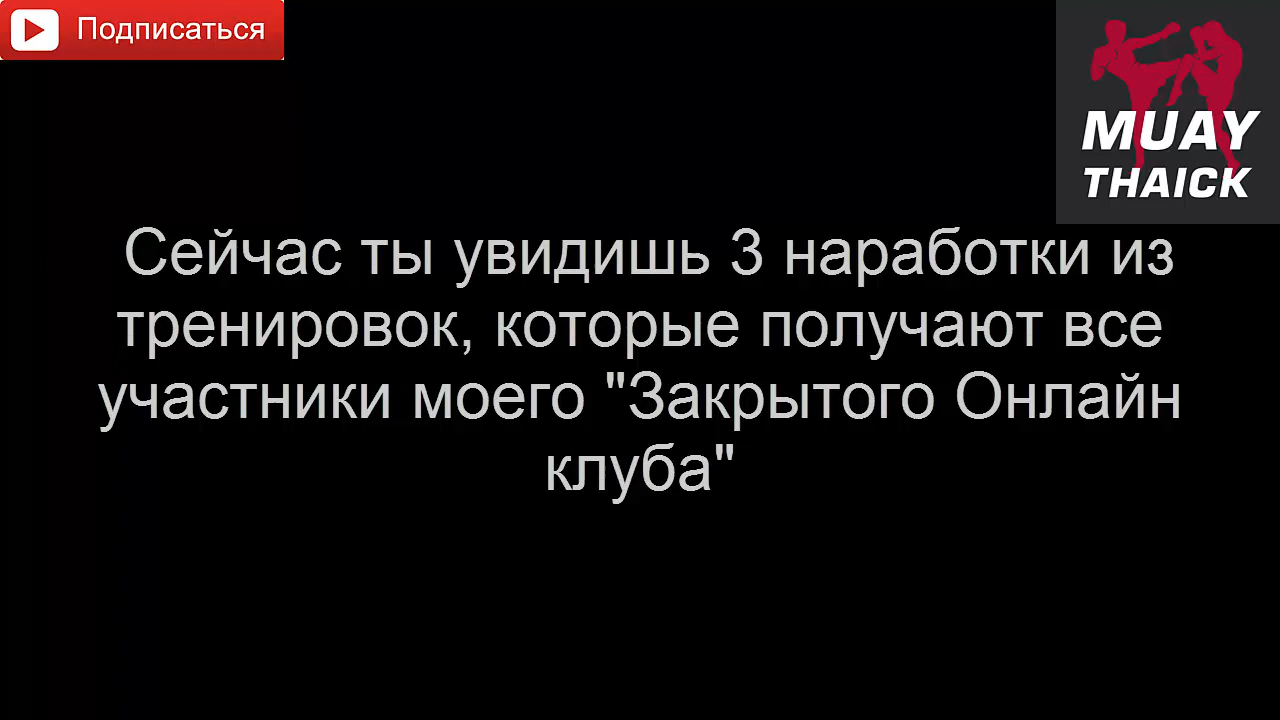 Подписаться
MUAY
THAICK
Сейчас ты увидишь 3 наработки из
тренировок, которые получают все
участники моего "Закрытого Онлайн
клуба"